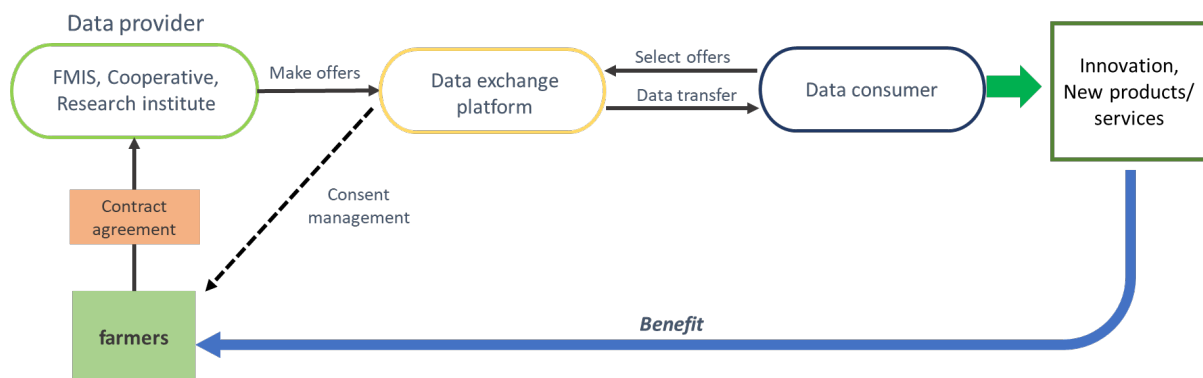 Data provider
FMIS, Cooperative,
Research institute
Make offers
Data exchange
platform
Select offers
Data transfer
Data consumer
Innovation,
New products/
services
Contract
agreement
Consent
management
farmers
Benefit